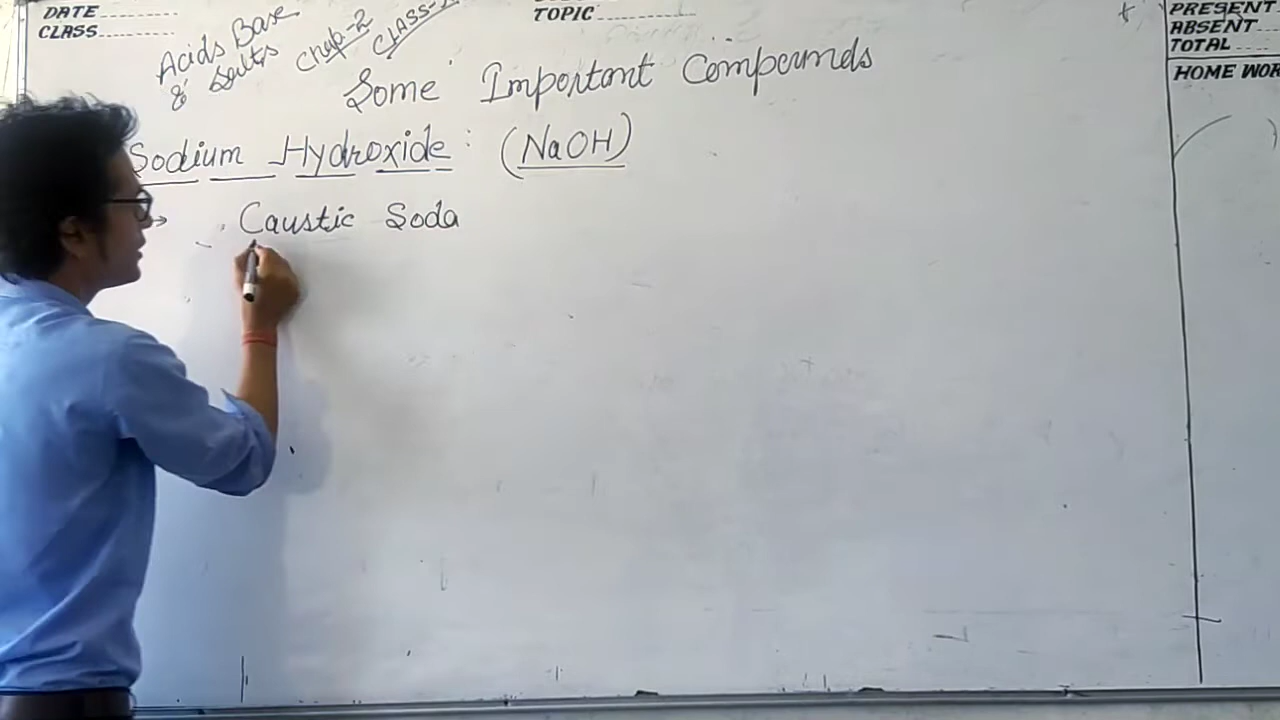 DATE
CLASS
TOPIC
PRESENT
ABSENT
TOTAL
HOME WOR
Acids Base
& Salts
Chap-2
CLASS-
Some Important Compounds
Sodium Hydroxide : (NaOH)
→ Caustic Soda